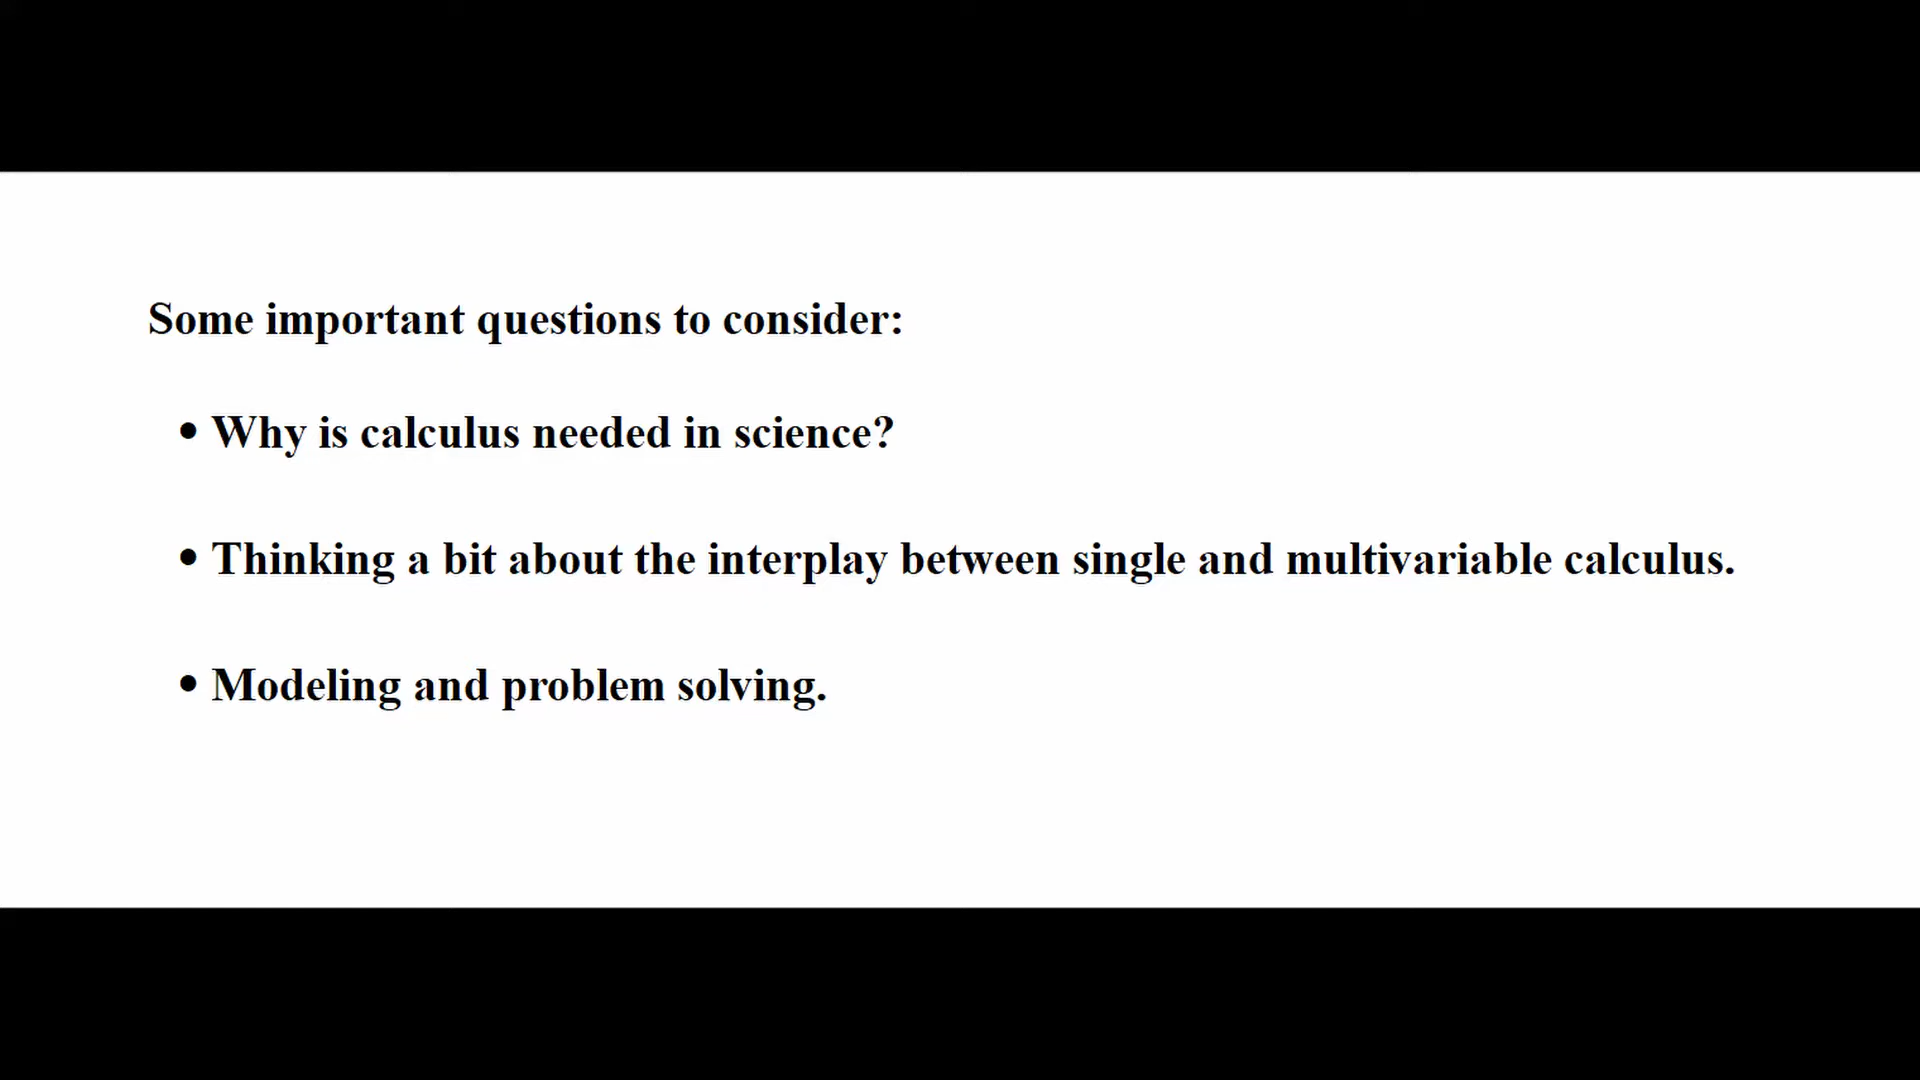 Some important questions to consider:
• Why is calculus needed in science?
• Thinking a bit about the interplay between single and multivariable calculus.
• Modeling and problem solving.